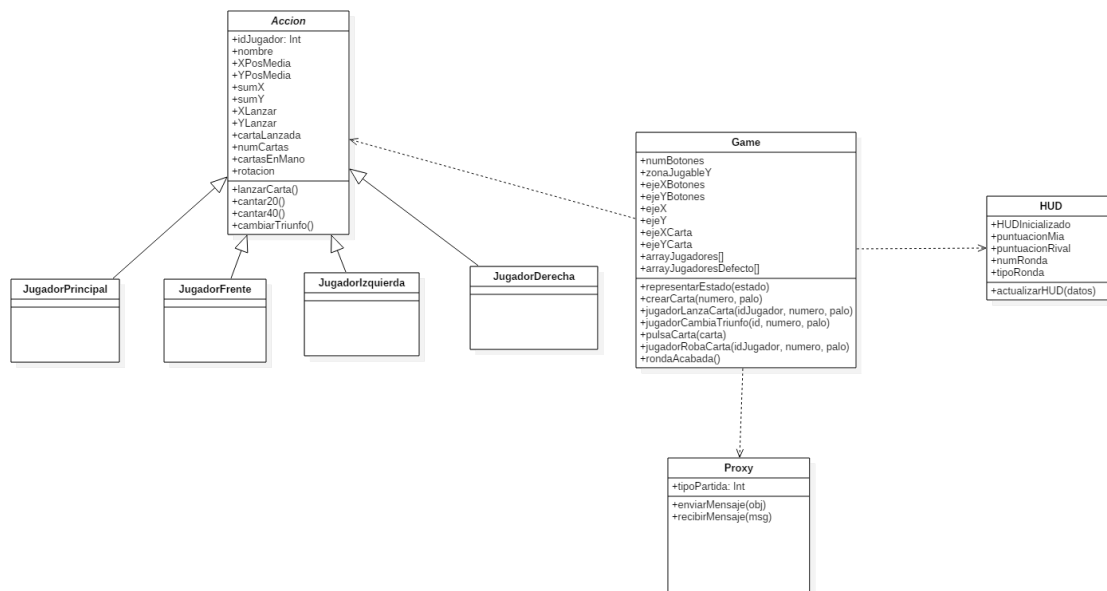 Accion
+idJugador: Int
+nombre
+XPosMedia
+YPosMedia
+sumX
+sumY
+XLanzar
+YLanzar
+cartaLanzada
+numCartas
+cartasEnMano
+rotacion
+lanzarCarta()
+cantar20()
+cantar40()
+cambiarTriunfo()
JugadorPrincipal
JugadorFrente
JugadorIzquierda
JugadorDerecha
Game
+numBotones
+zonaJugableY
+ejeXBotones
+ejeYBotones
+ejeX
+ejeY
+ejeXCarta
+ejeYCarta
+arrayJugadores[]
+arrayJugadoresDefecto[]
+representarEstado(estado)
+crearCarta(numero, palo)
+jugadorLanzaCarta(idJugador, numero, palo)
+jugadorCambiaTriunfo(id, numero, palo)
+pulsaCarta(carta)
+jugadorRobaCarta(idJugador, numero, palo)
+rondaAcabada()
HUD
+HUDInicializado
+puntuacionMia
+puntuacionRival
+numRonda
+tipoRonda
+actualizarHUD(datos)
Proxy
+tipoPartida: Int
+enviarMensaje(obj)
+recibirMensaje(msg)